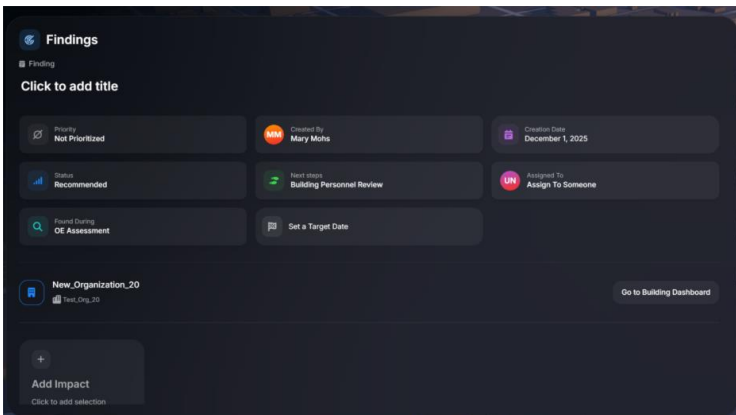 Findings
Finding
Click to add title
Priority
Not Prioritized
MM
Created By
Mary Mohs
Creation Date
December 1, 2025
Status
Recommended
Next steps
Building Personnel Review
UN
Assigned To
Assign To Someone
Found During
OE Assessment
Set a Target Date
New_Organization_20
Test_Org_20
Go to Building Dashboard
+
Add Impact
Click to add selection